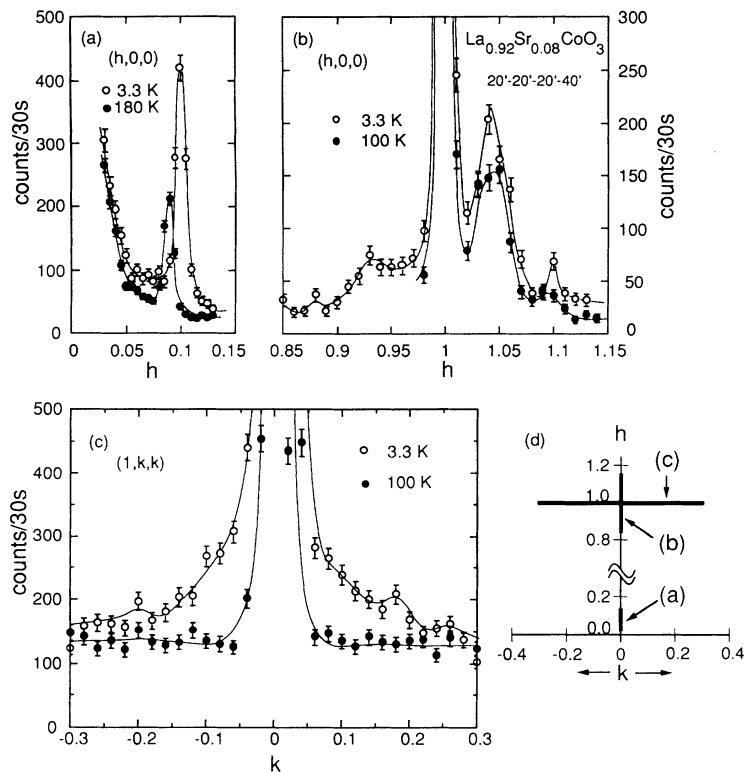 (a)
(h,0,0)
3.3 K
180 K
counts/30s
500
400
300
200
100
0
0 0.05 0.1 0.15
h
(b)
(h,0,0)
La0.92Sr0.08CoO3
20'-20'-20'-40'
3.3 K
100 K
300
250
200
150
100
50
0
counts/30s
0.85 0.9 0.95 1 1.05 1.1 1.15
h
(c)
(1,k,k)
3.3 K
100 K
counts/30s
500
400
300
200
100
0
-0.3 -0.2 -0.1 0 0.1 0.2 0.3
k
(d)
h
1.2
(c)
1.0
(b)
0.8
0.2
(a)
0.0
-0.4 -0.2 0 0.2 0.4
k